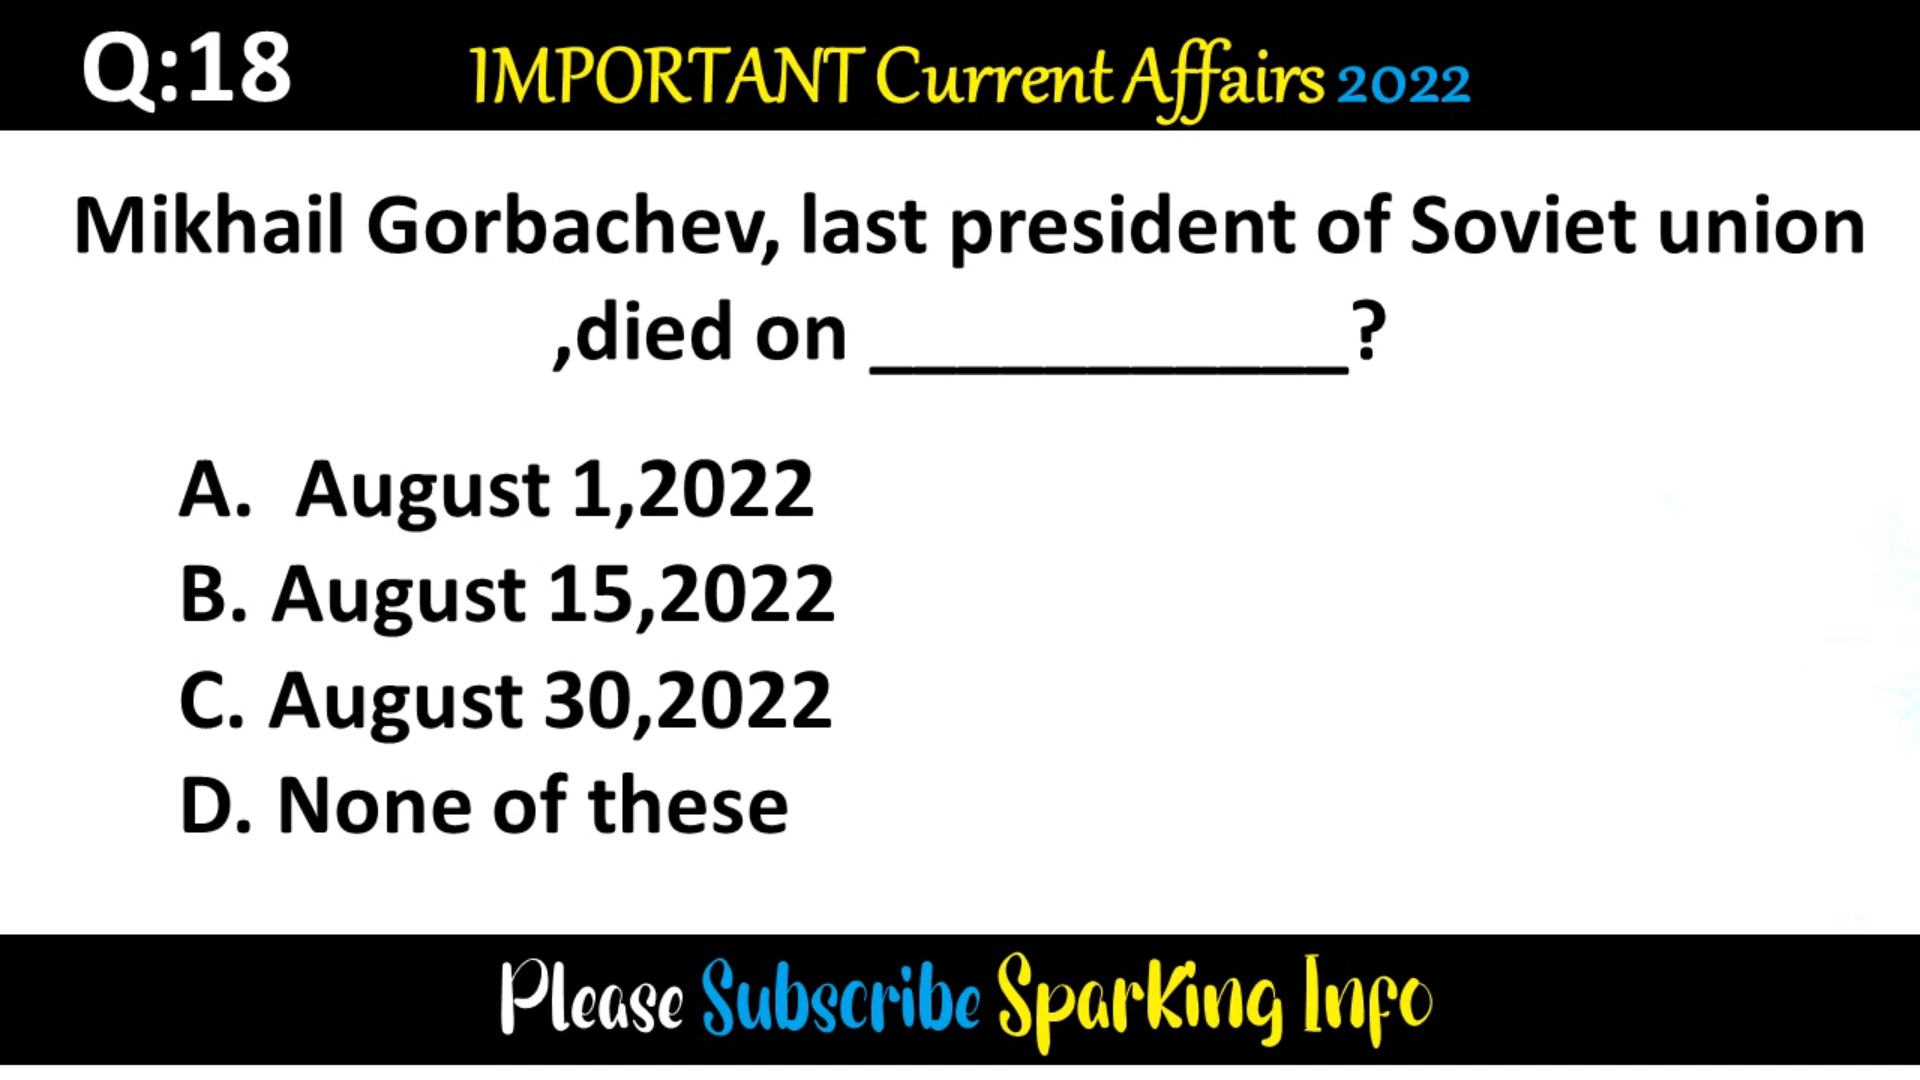 Q:18 IMPORTANT Current Affairs 2022
Mikhail Gorbachev, last president of Soviet union
,died on ___________?
A. August 1,2022
B. August 15,2022
C. August 30,2022
D. None of these
Please Subscribe SparKing Info